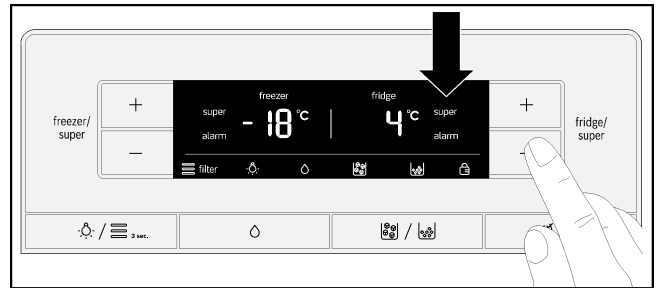 freezer fridge
super - 18 °C 4 °C super
alarm alarm
filter
freezer/
super
+
–
+
–
fridge/
super
/ 3 sec.
/